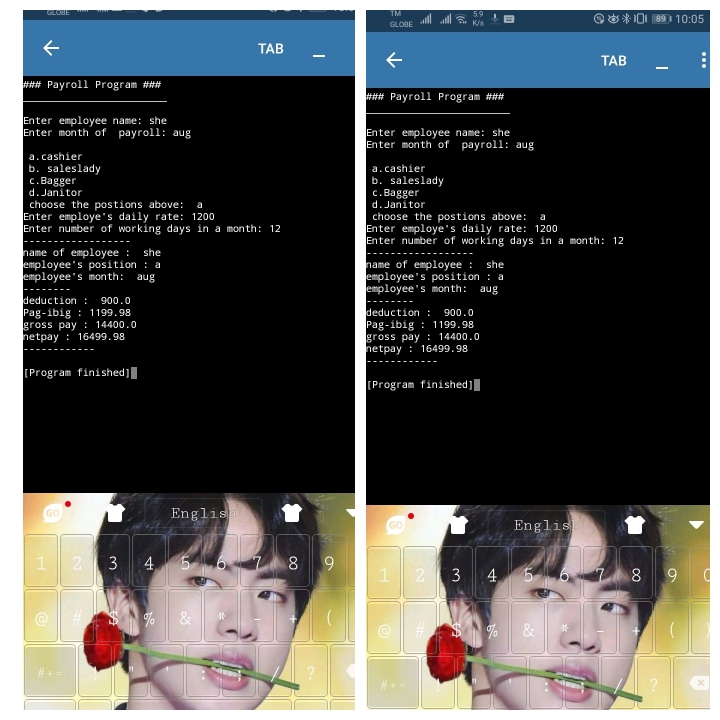 GLOBE
TAB _
### Payroll Program ###
Enter employee name: she
Enter month of  payroll: aug
a.cashier
b. saleslady
c.Bagger
d.Janitor
choose the postions above:  a
Enter employe's daily rate: 1200
Enter number of working days in a month: 12
------------------
name of employee :  she
employee's position : a
employee's month:  aug
--------
deduction :  900.0
Pag-ibig : 1199.98
gross pay : 14400.0
netpay : 16499.98
------------
[Program finished]
GO English
1 2 3 4 5 6 7 8 9
@ # $ % & * - + (
#+= ! " : ; / ?
TM
GLOBE 5.9 K/s 89 10:05
TAB _
### Payroll Program ###
Enter employee name: she
Enter month of  payroll: aug
a.cashier
b. saleslady
c.Bagger
d.Janitor
choose the postions above:  a
Enter employe's daily rate: 1200
Enter number of working days in a month: 12
------------------
name of employee :  she
employee's position : a
employee's month:  aug
--------
deduction :  900.0
Pag-ibig : 1199.98
gross pay : 14400.0
netpay : 16499.98
------------
[Program finished]
GO English
1 2 3 4 5 6 7 8 9 0
@ # $ % & * - + ( )
#+= ! " : ; / ?